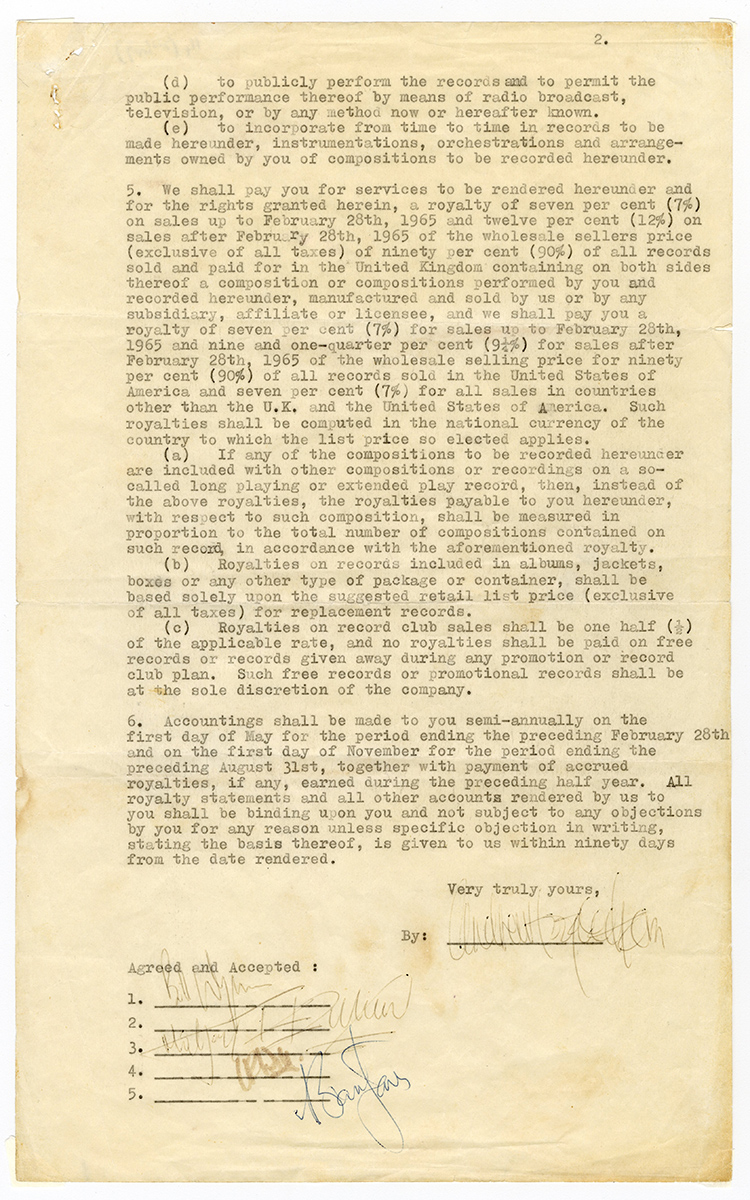 2.
(d) to publicly perform the records and to permit the
public performance thereof by means of radio broadcast,
television, or by any method now or hereafter known.
(e) to incorporate from time to time in records to be
made hereunder, instrumentations, orchestrations and arrange-
ments owned by you of compositions to be recorded hereunder.
5. We shall pay you for services to be rendered hereunder and
for the rights granted herein, a royalty of seven per cent (7%)
on sales up to February 28th, 1965 and twelve per cent (12%) on
sales after February 28th, 1965 of the wholesale sellers price
(exclusive of all taxes) of ninety per cent (90%) of all records
sold and paid for in the United Kingdom containing on both sides
thereof a composition or compositions performed by you and
recorded hereunder, manufactured and sold by us or by any
subsidiary, affiliate or licensee, and we shall pay you a
royalty of seven per cent (7%) for sales up to February 28th,
1965 and nine and one-quarter per cent (9¼%) for sales after
February 28th, 1965 of the wholesale selling price for ninety
per cent (90%) of all records sold in the United States of
America and seven per cent (7%) for all sales in countries
other than the U.K. and the United States of America. Such
royalties shall be computed in the national currency of the
country to which the list price so elected applies.
(a) If any of the compositions to be recorded hereunder
are included with other compositions or recordings on a so-
called long playing or extended play record, then, instead of
the above royalties, the royalties payable to you hereunder,
with respect to such composition, shall be measured in
proportion to the total number of compositions contained on
such record, in accordance with the aforementioned royalty.
(b) Royalties on records included in albums, jackets,
boxes or any other type of package or container, shall be
based solely upon the suggested retail list price (exclusive
of all taxes) for replacement records.
(c) Royalties on record club sales shall be one half (½)
of the applicable rate, and no royalties shall be paid on free
records or records given away during any promotion or record
club plan. Such free records or promotional records shall be
at the sole discretion of the company.
6. Accountings shall be made to you semi-annually on the
first day of May for the period ending the preceding February 28th
and on the first day of November for the period ending the
preceding August 31st, together with payment of accrued
royalties, if any, earned during the preceding half year. All
royalty statements and all other accounts rendered by us to
you shall be binding upon you and not subject to any objections
by you for any reason unless specific objection in writing,
stating the basis thereof, is given to us within ninety days
from the date rendered.
Very truly yours,
By:
Agreed and Accepted :
1.
2.
3.
4.
5.